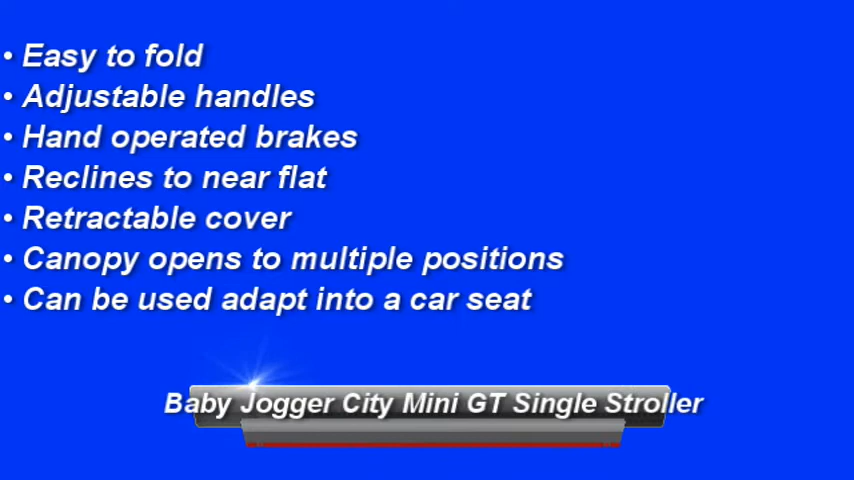 • Easy to fold
• Adjustable handles
• Hand operated brakes
• Reclines to near flat
• Retractable cover
• Canopy opens to multiple positions
• Can be used adapt into a car seat
Baby Jogger City Mini GT Single Stroller